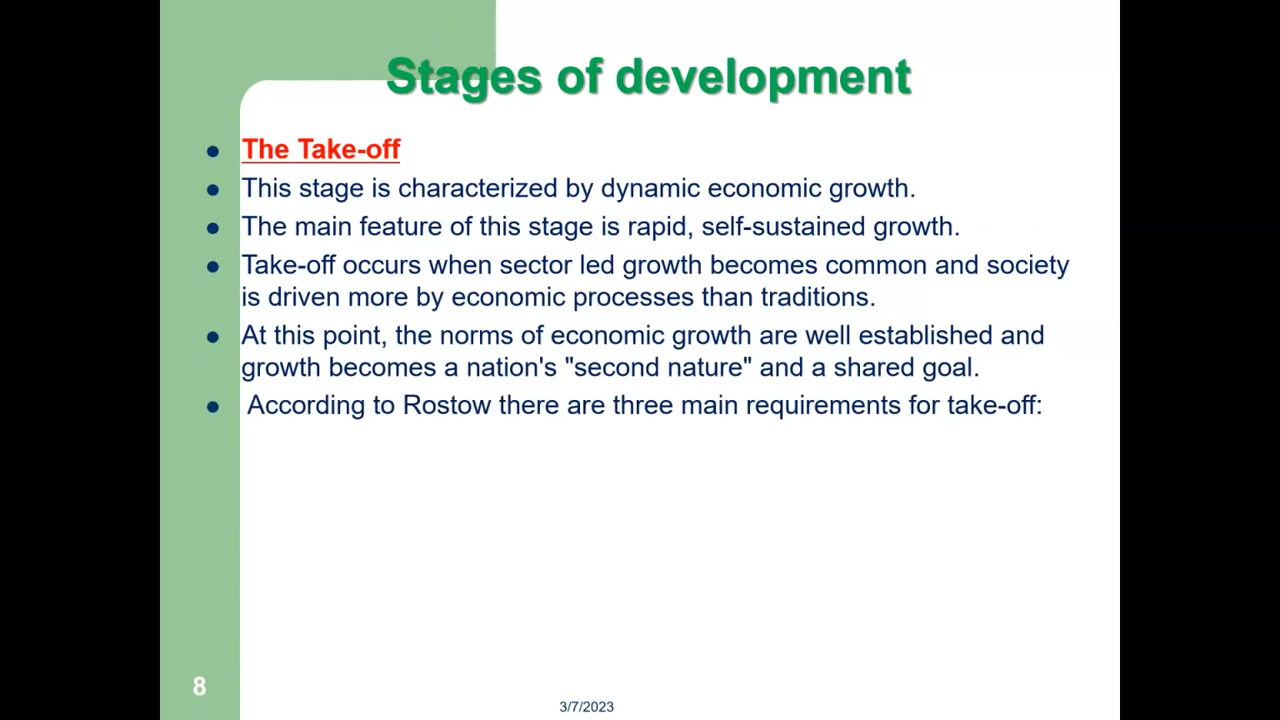 Stages of development
The Take-off
This stage is characterized by dynamic economic growth.
The main feature of this stage is rapid, self-sustained growth.
Take-off occurs when sector led growth becomes common and society
is driven more by economic processes than traditions.
At this point, the norms of economic growth are well established and
growth becomes a nation's "second nature" and a shared goal.
According to Rostow there are three main requirements for take-off:
8
3/7/2023